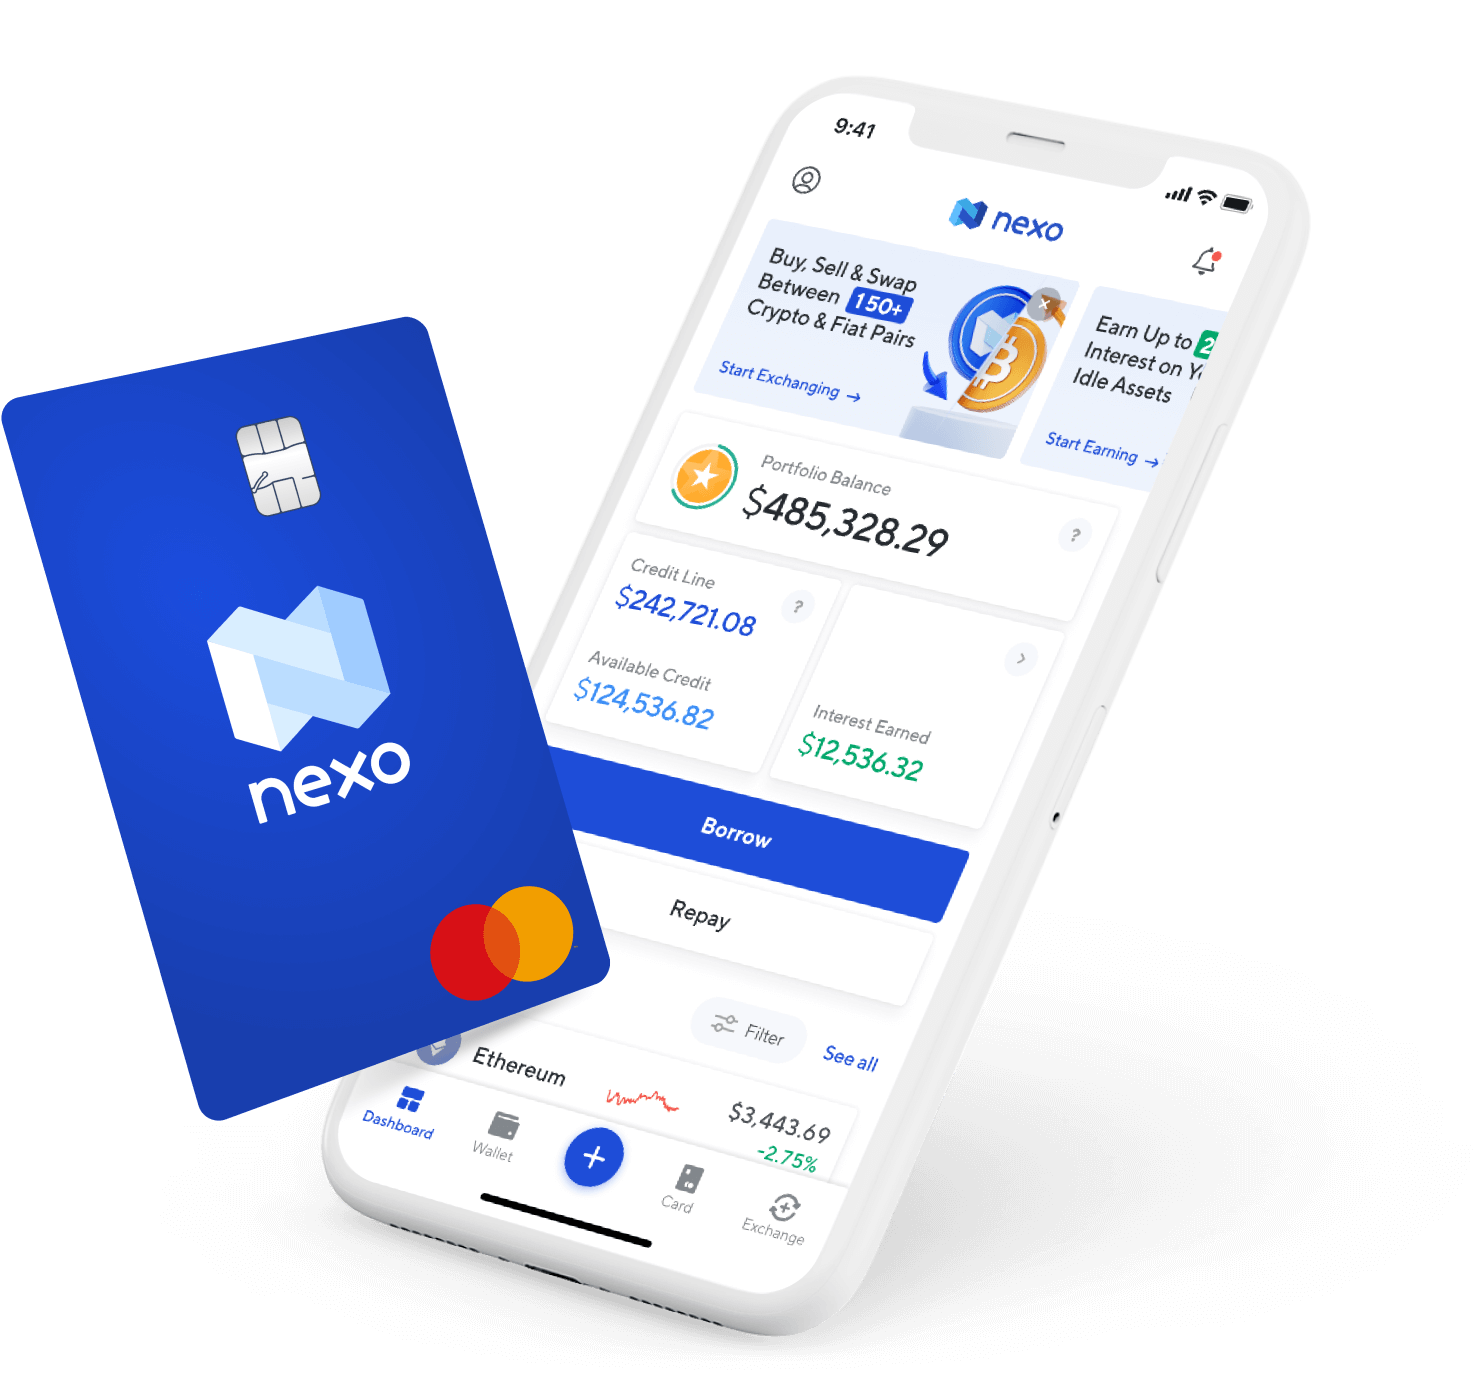 9:41
nexo
Buy, Sell & Swap
Between 150+
Crypto & Fiat Pairs
Start Exchanging →
Earn Up to 2
Interest on
Idle Assets
Start Earning →
Portfolio Balance
$485,328.29
?
Credit Line
$242,721.08
?
Available Credit
$124,536.82
Interest Earned
$12,536.32
Borrow
Repay
Filter
See all
Ethereum
$3,443.69
-2.75%
Dashboard
Wallet
Card
Exchange
nexo